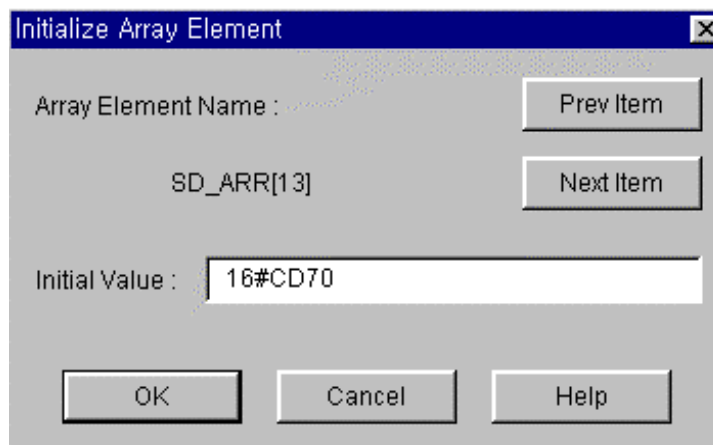 Initialize Array Element
Array Element Name :
Prev Item
SD_ARR[13]
Next Item
Initial Value :
16#CD70
OK
Cancel
Help